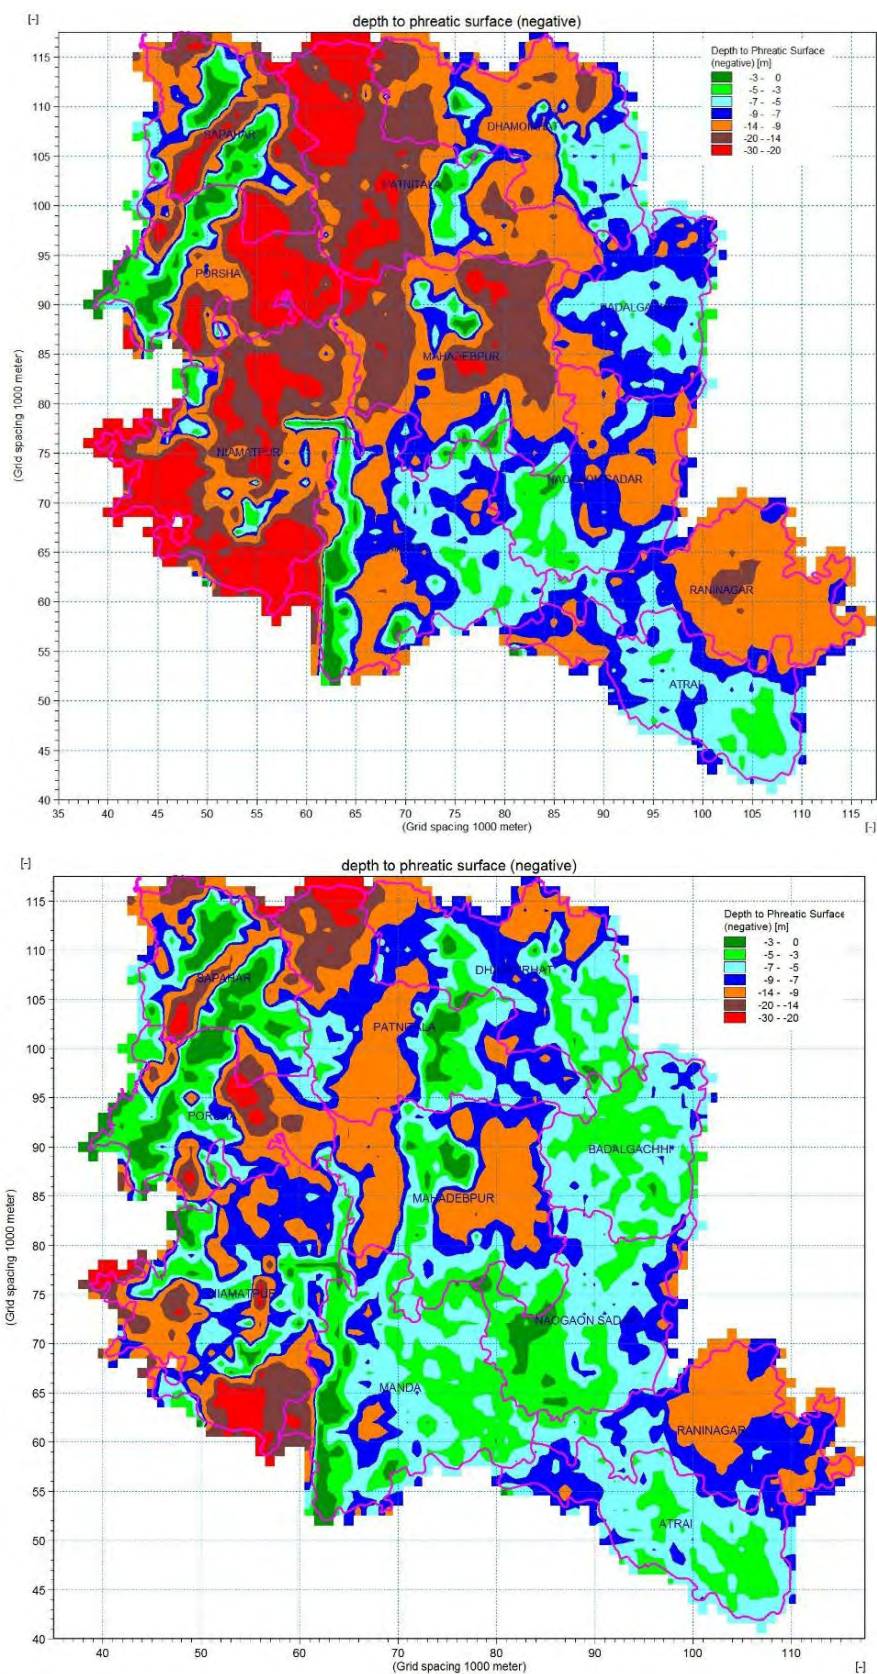 [-]
depth to phreatic surface (negative)
115
110
105
100
95
90
85
80
75
70
65
60
55
50
45
40
(Grid spacing 1000 meter)
Depth to Phreatic Surface
(negative) [m]
-3 - 0
-5 - -3
-7 - -5
-9 - -7
-14 - -9
-20 - -14
-30 - -20
SAPAHAR
PATNITALA
PORSHA
MAHADEBPUR
NIAMATPUR
RANINAGAR
ATRAI
35 40 45 50 55 60 65 70 75 80 85 90 95 100 105 110 115
(Grid spacing 1000 meter) [-]
[-]
depth to phreatic surface (negative)
115
110
105
100
95
90
85
80
75
70
65
60
55
50
45
40
(Grid spacing 1000 meter)
Depth to Phreatic Surface
(negative) [m]
-3 - 0
-5 - -3
-7 - -5
-9 - -7
-14 - -9
-20 - -14
-30 - -20
SAPAHAR
PATNITALA
PORSHA
BADALGACHHI
MAHADEBPUR
NIAMATPUR
NAOGAON SADAR
MANDA
RANINAGAR
ATRAI
40 50 60 70 80 90 100 110
(Grid spacing 1000 meter) [-]